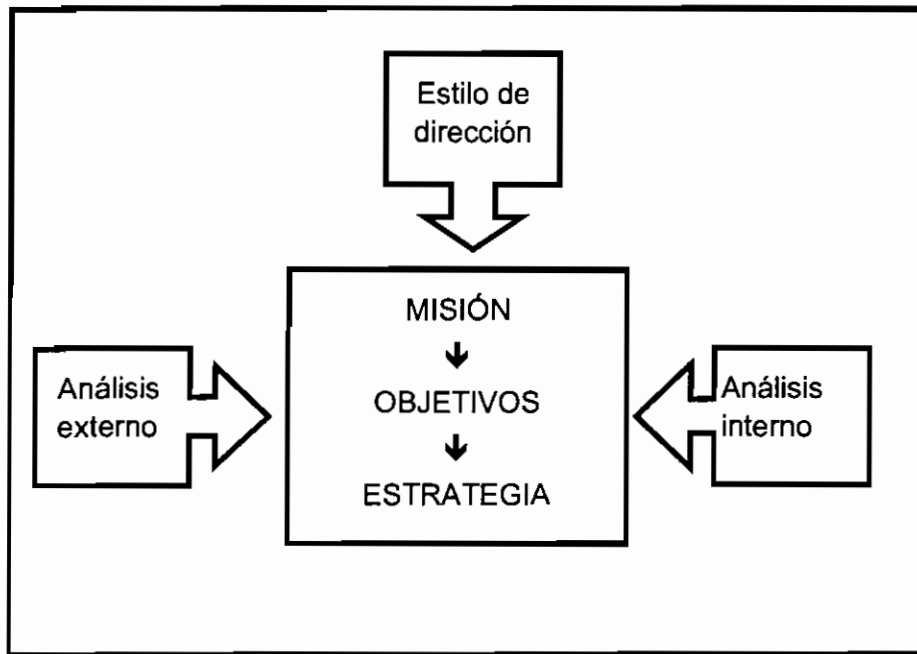 Estilo de
dirección
MISIÓN
↓
OBJETIVOS
↓
ESTRATEGIA
Análisis
externo
Análisis
interno